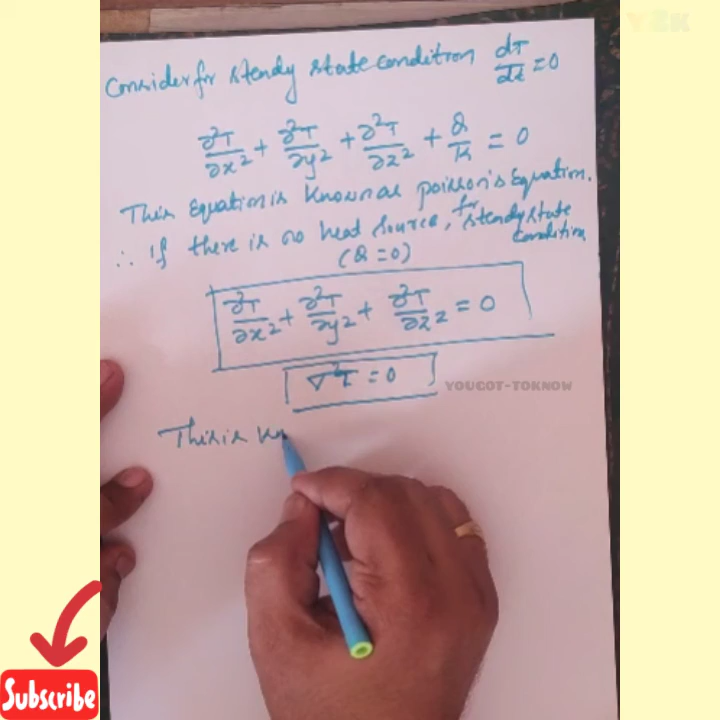 Consider for steady state condition dT/dt = 0
∂²T/∂x² + ∂²T/∂y² + ∂²T/∂z² + Q/K = 0
This Equation is known as poisson's Equation.
∴ If there is no heat source, for steady state condition
(Q = 0)
∂²T/∂x² + ∂²T/∂y² + ∂²T/∂z² = 0
∇²T = 0
YOUGOT-TOKNOW
This is kn
Subscribe